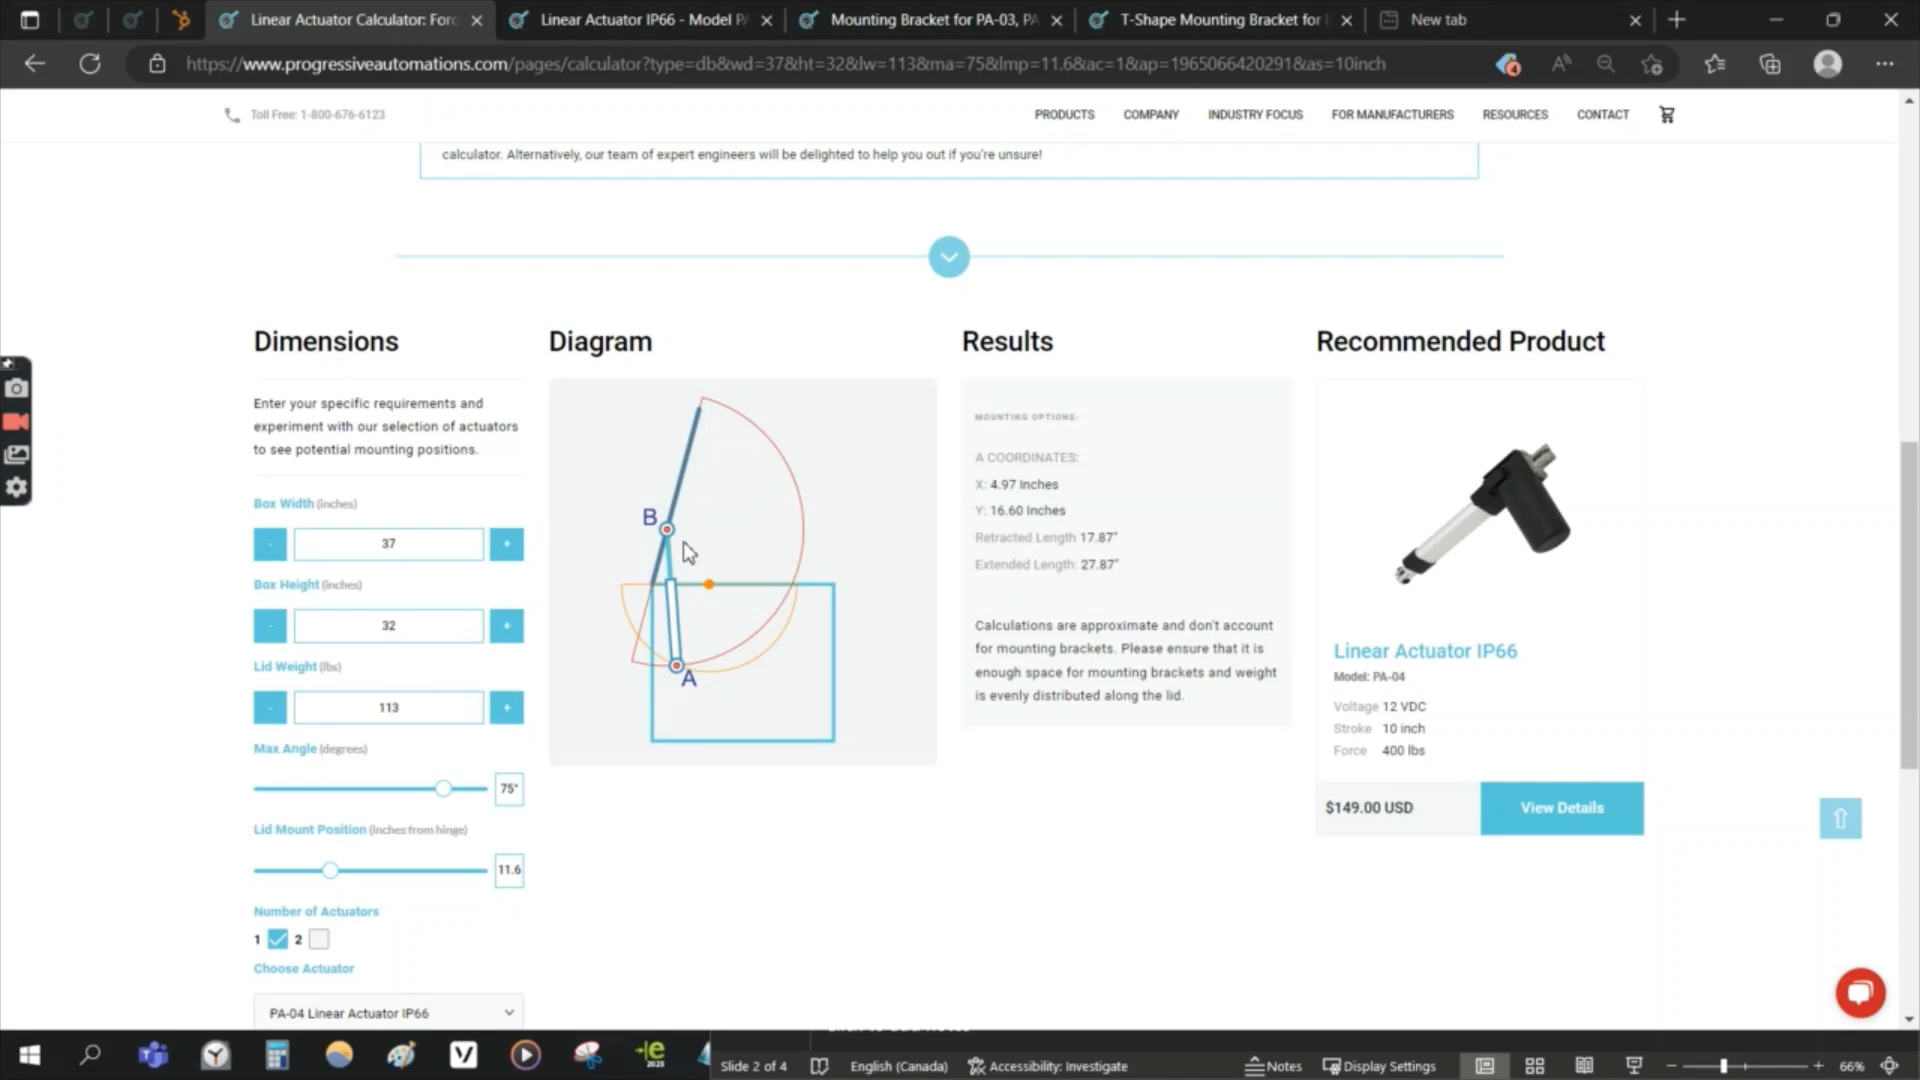 Linear Actuator Calculator: Forc
Linear Actuator IP66 - Model PA
Mounting Bracket for PA-03, PA
T-Shape Mounting Bracket for
New tab
https://www.progressiveautomations.com/pages/calculator?type=db&wd=37&ht=32&lw=113&ma=75&lmp=11.6&ac=1&ap=1965066420291&as=10inch
4
Toll Free: 1-800-676-6123
PRODUCTS
COMPANY
INDUSTRY FOCUS
FOR MANUFACTURERS
RESOURCES
CONTACT
calculator. Alternatively, our team of expert engineers will be delighted to help you out if you're unsure!
Dimensions
Enter your specific requirements and
experiment with our selection of actuators
to see potential mounting positions.
Box Width (inches)
- 37 +
Box Height (inches)
- 32 +
Lid Weight (lbs)
- 113 +
Max Angle (degrees)
75°
Lid Mount Position (inches from hinge)
11.6
Number of Actuators
1 2
Choose Actuator
PA-04 Linear Actuator IP66
Diagram
B
A
Results
MOUNTING OPTIONS:
A COORDINATES:
X: 4.97 Inches
Y: 16.60 Inches
Retracted Length 17.87"
Extended Length: 27.87"
Calculations are approximate and don't account
for mounting brackets. Please ensure that it is
enough space for mounting brackets and weight
is evenly distributed along the lid.
Recommended Product
Linear Actuator IP66
Model: PA-04
Voltage 12 VDC
Stroke 10 inch
Force 400 lbs
$149.00 USD
View Details
e
2023
Slide 2 of 4
English (Canada)
Accessibility: Investigate
Notes
Display Settings
66%